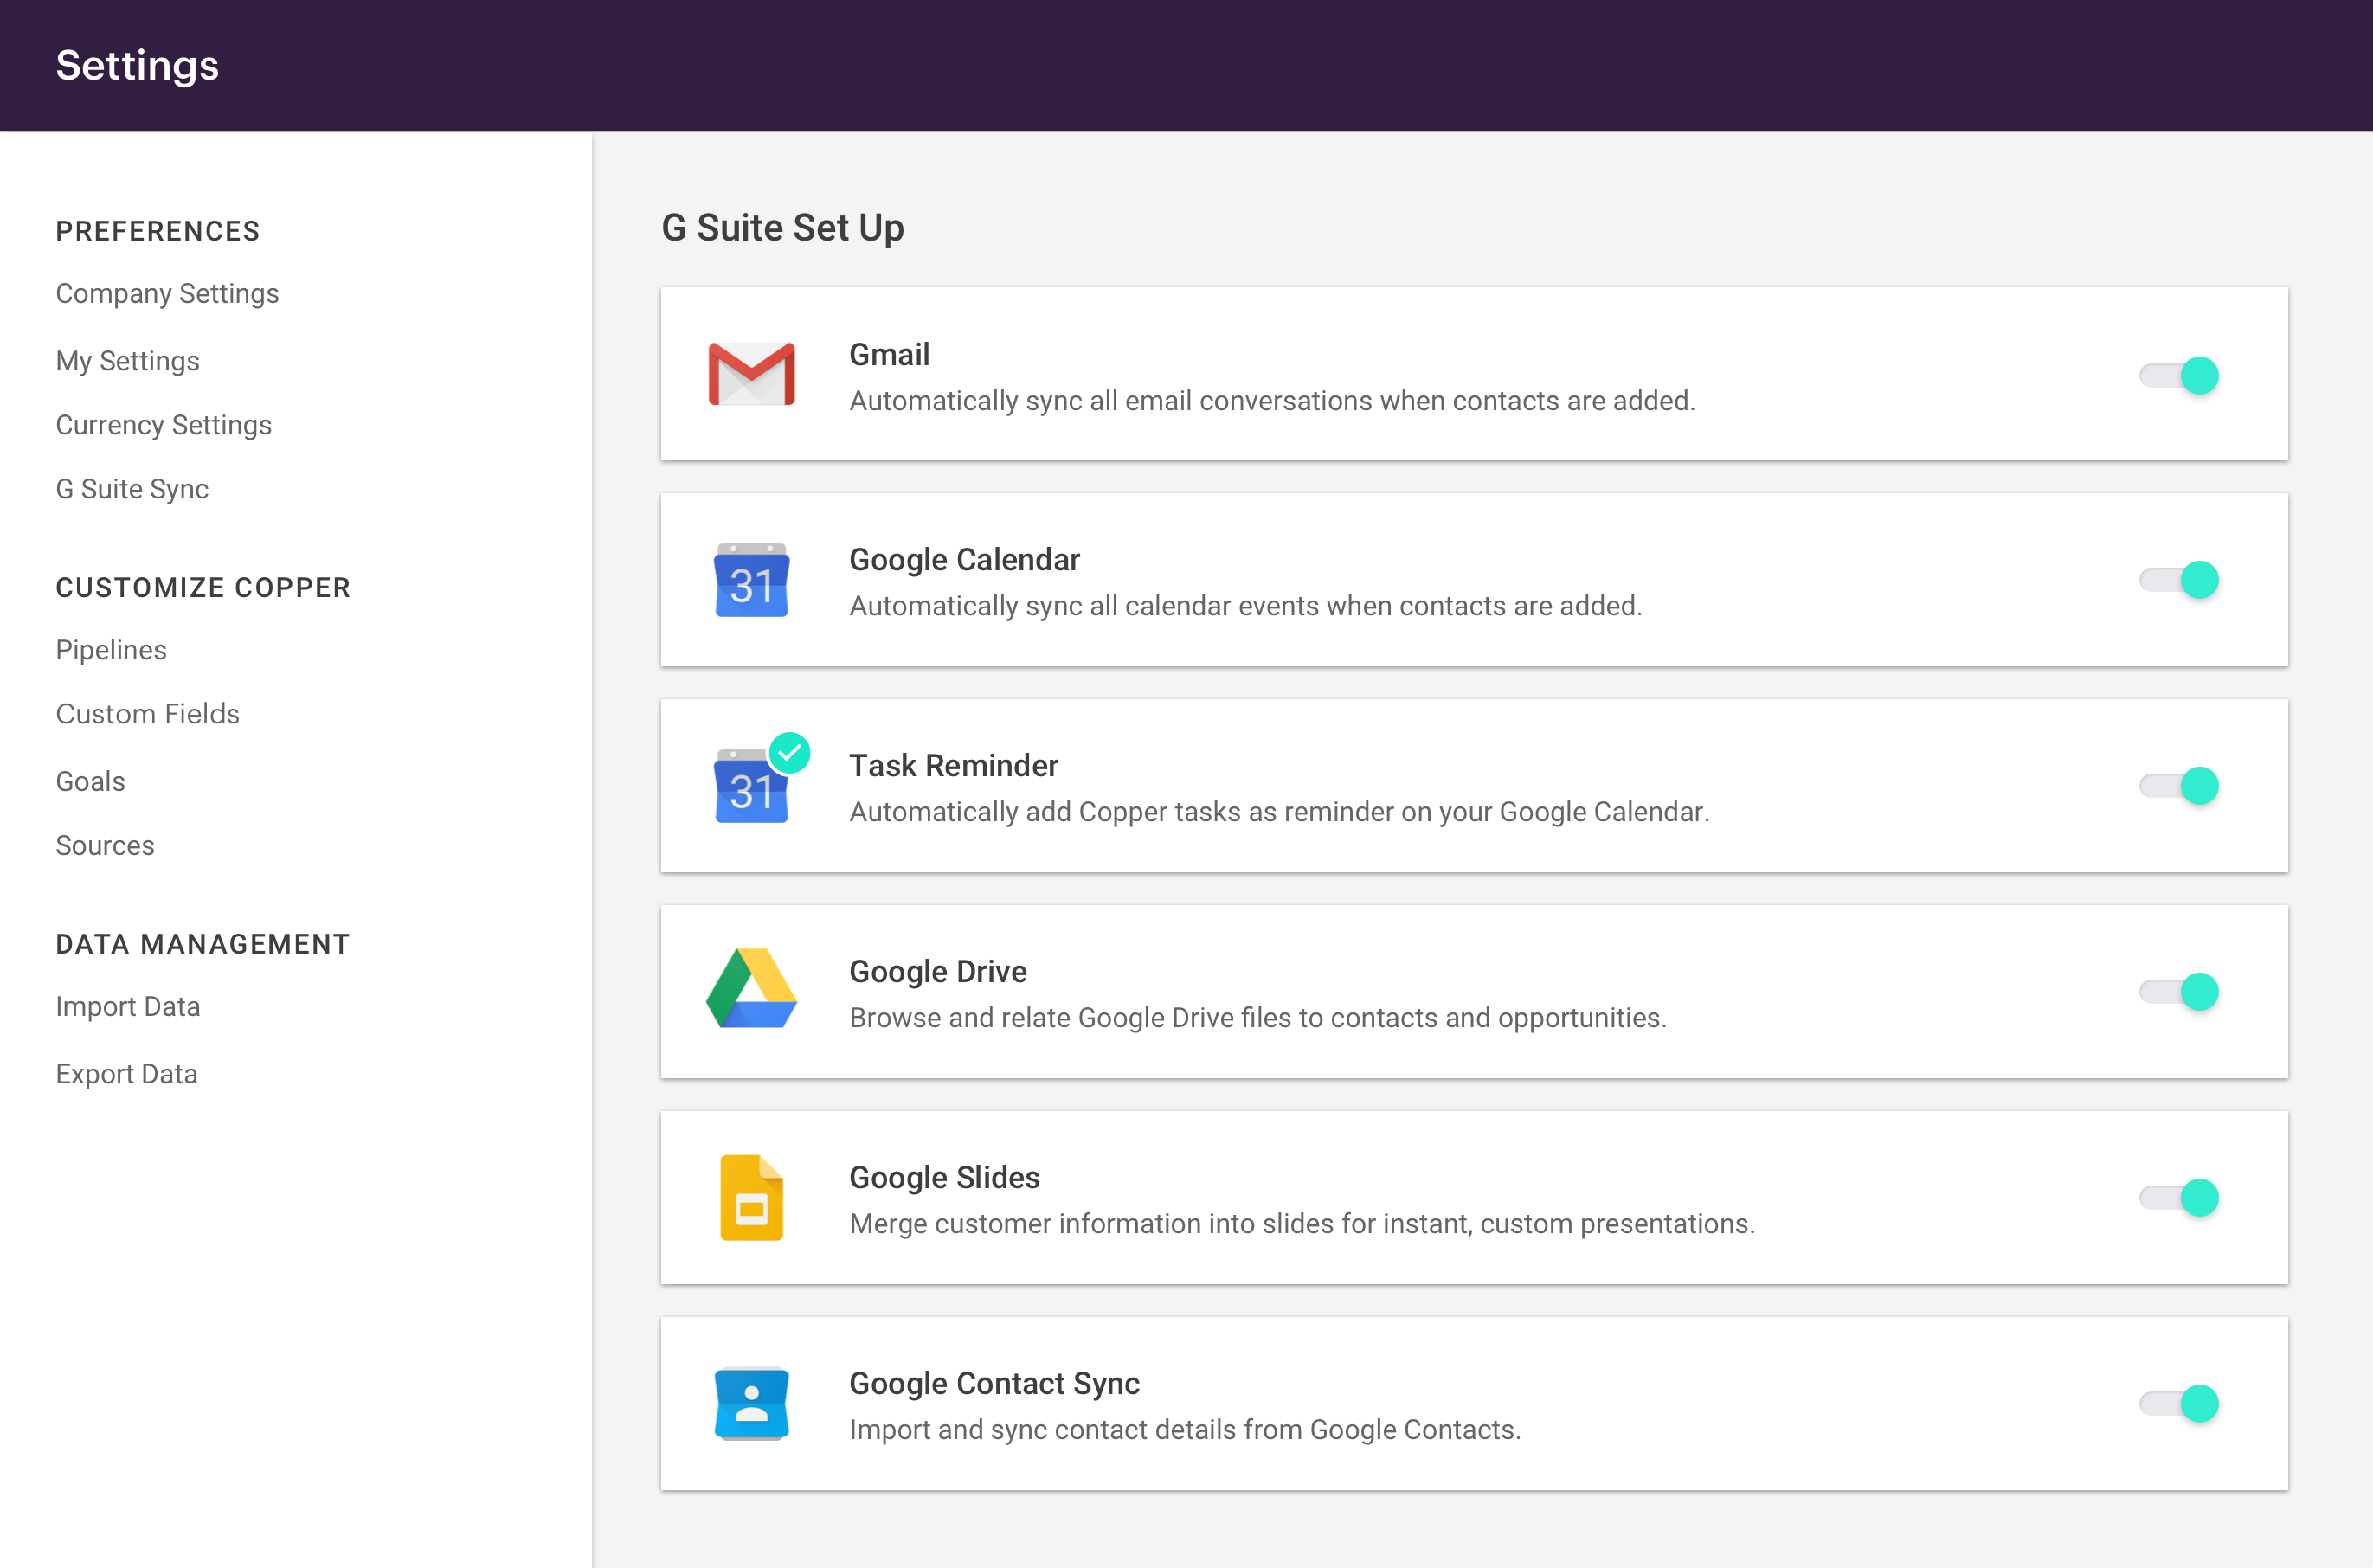 Settings
PREFERENCES
Company Settings
My Settings
Currency Settings
G Suite Sync
CUSTOMIZE COPPER
Pipelines
Custom Fields
Goals
Sources
DATA MANAGEMENT
Import Data
Export Data
G Suite Set Up
Gmail
Automatically sync all email conversations when contacts are added.
31
Google Calendar
Automatically sync all calendar events when contacts are added.
31
Task Reminder
Automatically add Copper tasks as reminder on your Google Calendar.
Google Drive
Browse and relate Google Drive files to contacts and opportunities.
Google Slides
Merge customer information into slides for instant, custom presentations.
Google Contact Sync
Import and sync contact details from Google Contacts.